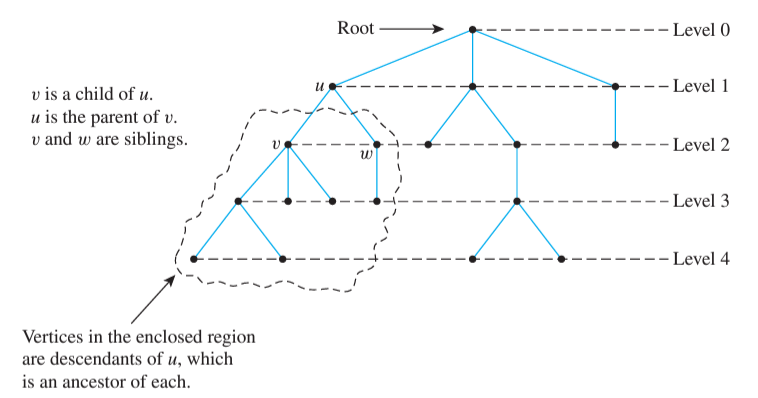 Root
Level 0
u
Level 1
v is a child of u.
u is the parent of v.
v and w are siblings.
v
w
Level 2
Level 3
Level 4
Vertices in the enclosed region
are descendants of u, which
is an ancestor of each.